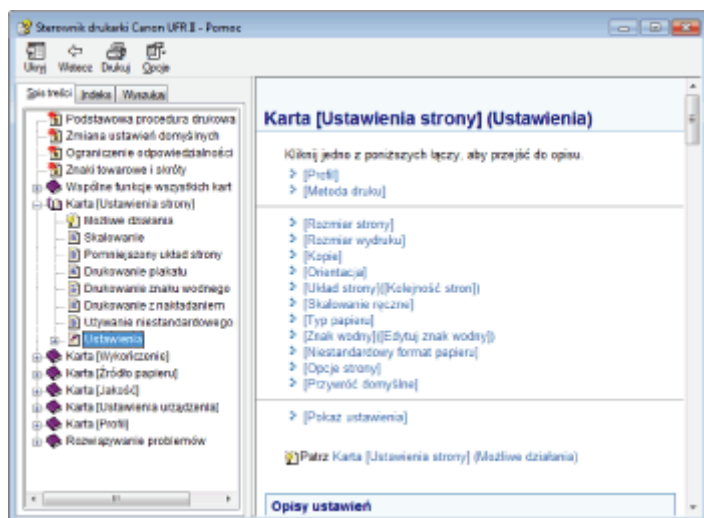 Sterownik drukarki Canon UFR II - Pomoc
Ukryj Wstecz Drukuj Opcje
Spis treści Indeks Wyszukaj
Podstawowa procedura drukowa
Zmiana ustawień domyślnych
Ograniczenie odpowiedzialności
Znaki towarowe i skróty
Wspólne funkcje wszystkich kart
Karta [Ustawienia strony]
Możliwe działania
Skalowanie
Pomniejszony układ strony
Drukowanie plakatu
Drukowanie znaku wodnego
Drukowanie z nakładaniem
Używanie niestandardowego
Ustawienia
Karta [Wykończenie]
Karta [Źródło papieru]
Karta [Jakość]
Karta [Ustawienia urządzenia]
Karta [Profil]
Rozwiązywanie problemów
Karta [Ustawienia strony] (Ustawienia)
Kliknij jedno z poniższych łączy, aby przejść do opisu.
[Profil]
[Metoda druku]
[Rozmiar strony]
[Rozmiar wydruku]
[Kopie]
[Orientacja]
[Układ strony]([Kolejność stron])
[Skalowanie ręczne]
[Typ papieru]
[Znak wodny]([Edytuj znak wodny])
[Niestandardowy format papieru]
[Opcje strony]
[Przywróć domyślne]
[Pokaż ustawienia]
Patrz Karta [Ustawienia strony] (Możliwe działania)
Opisy ustawień